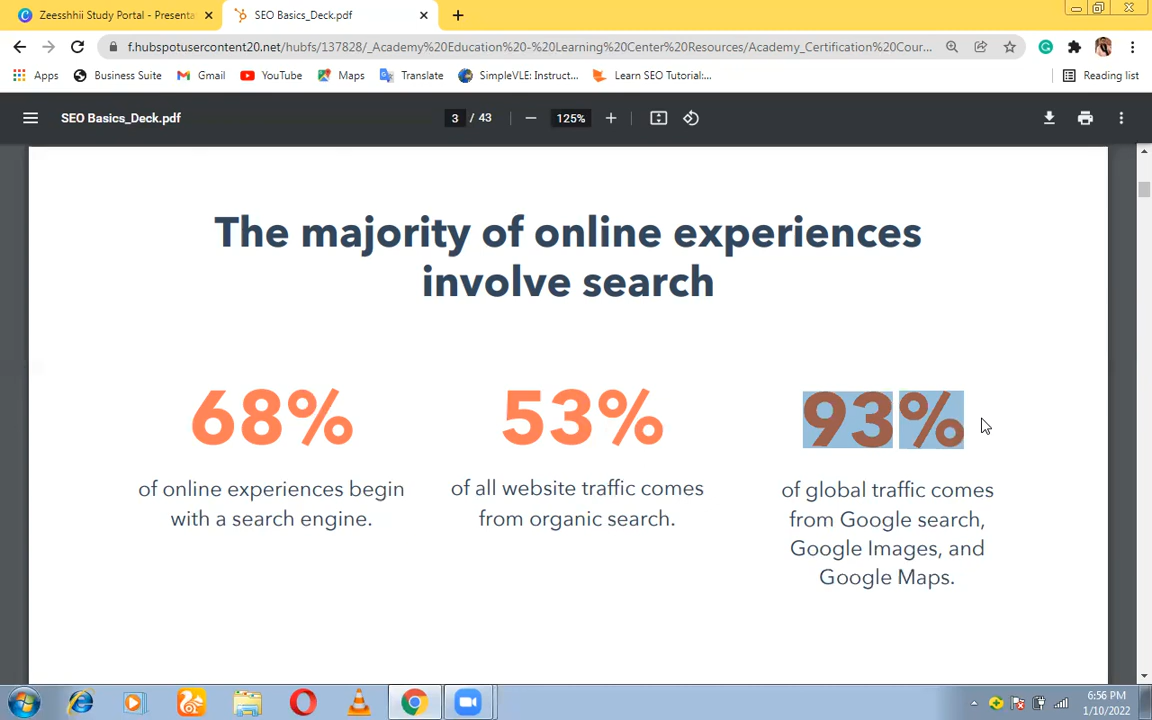 Zeesshhii Study Portal - Presenta
SEO Basics_Deck.pdf
f.hubspotusercontent20.net/hubfs/137828/_Academy%20Education%20-%20Learning%20Center%20Resources/Academy_Certification%20Cour...
Apps
Business Suite
Gmail
YouTube
Maps
Translate
SimpleVLE: Instruct...
Learn SEO Tutorial:...
Reading list
SEO Basics_Deck.pdf
3 / 43
125%
The majority of online experiences
involve search
68%
of online experiences begin
with a search engine.
53%
of all website traffic comes
from organic search.
93%
of global traffic comes
from Google search,
Google Images, and
Google Maps.
6:56 PM
1/10/2022